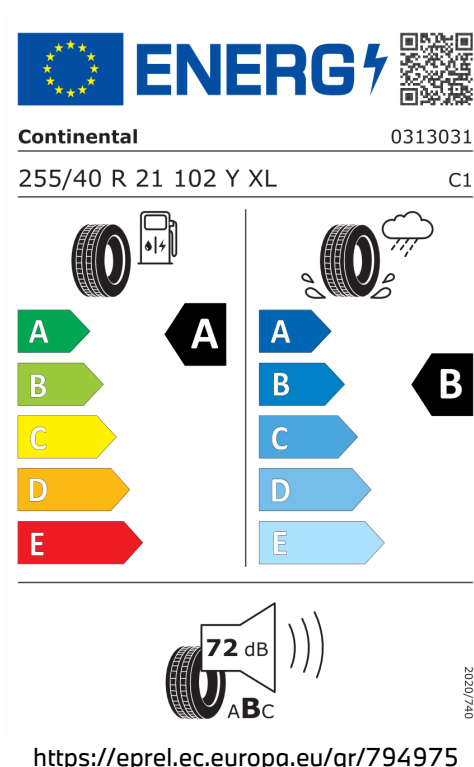 ENERG
Continental 0313031
255/40 R 21 102 Y XL C1
A A A
B B B
C C
D D
E E
72 dB
ABC
2020/740
https://eprel.ec.europa.eu/qr/794975